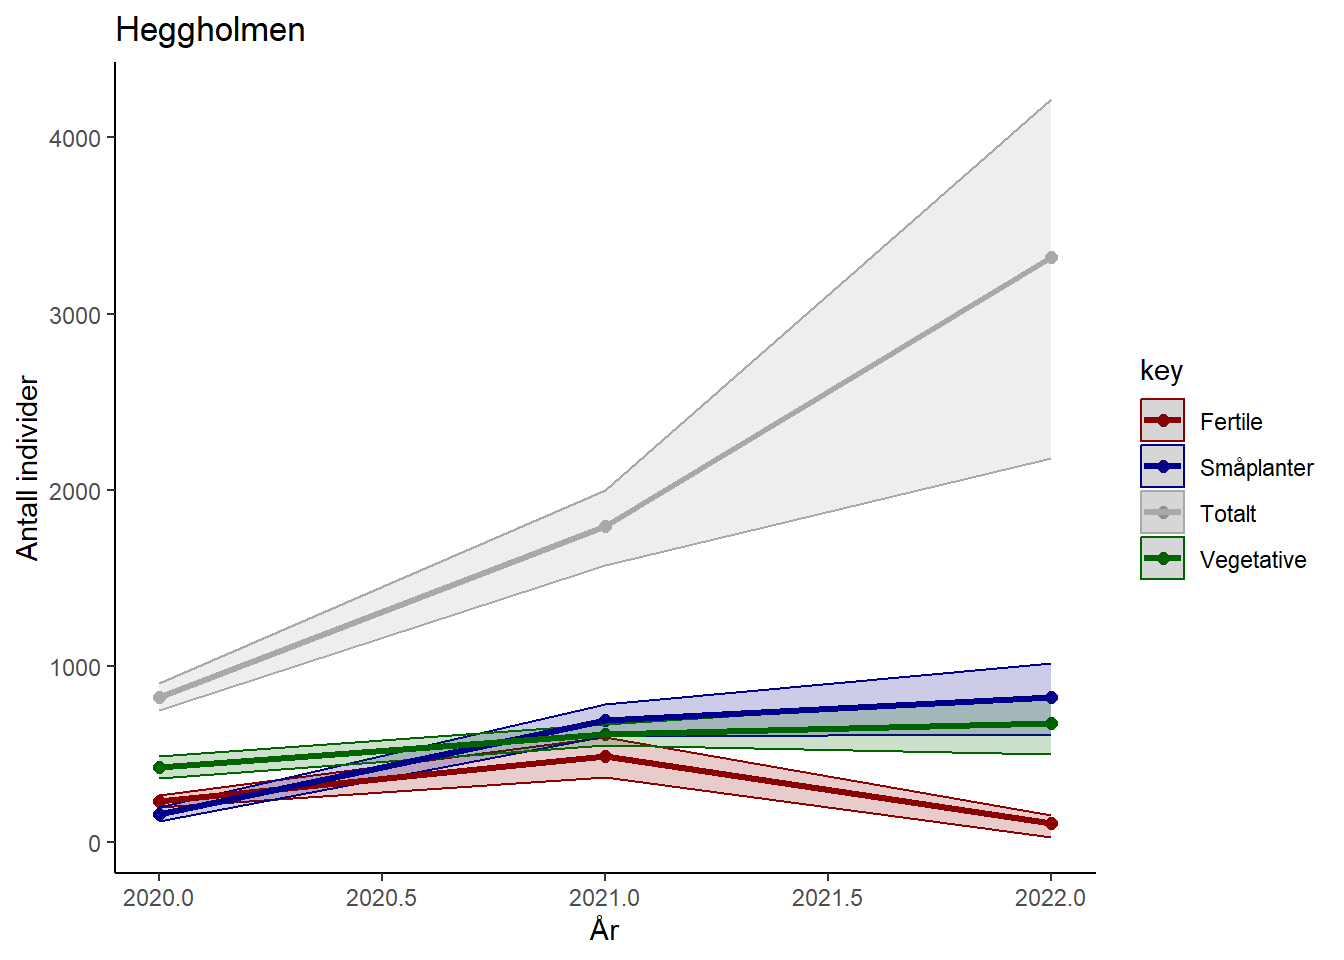 Heggholmen
Antall individer
4000
3000
2000
1000
0
2020.0 2020.5 2021.0 2021.5 2022.0
År
key
Fertile
Småplanter
Totalt
Vegetative